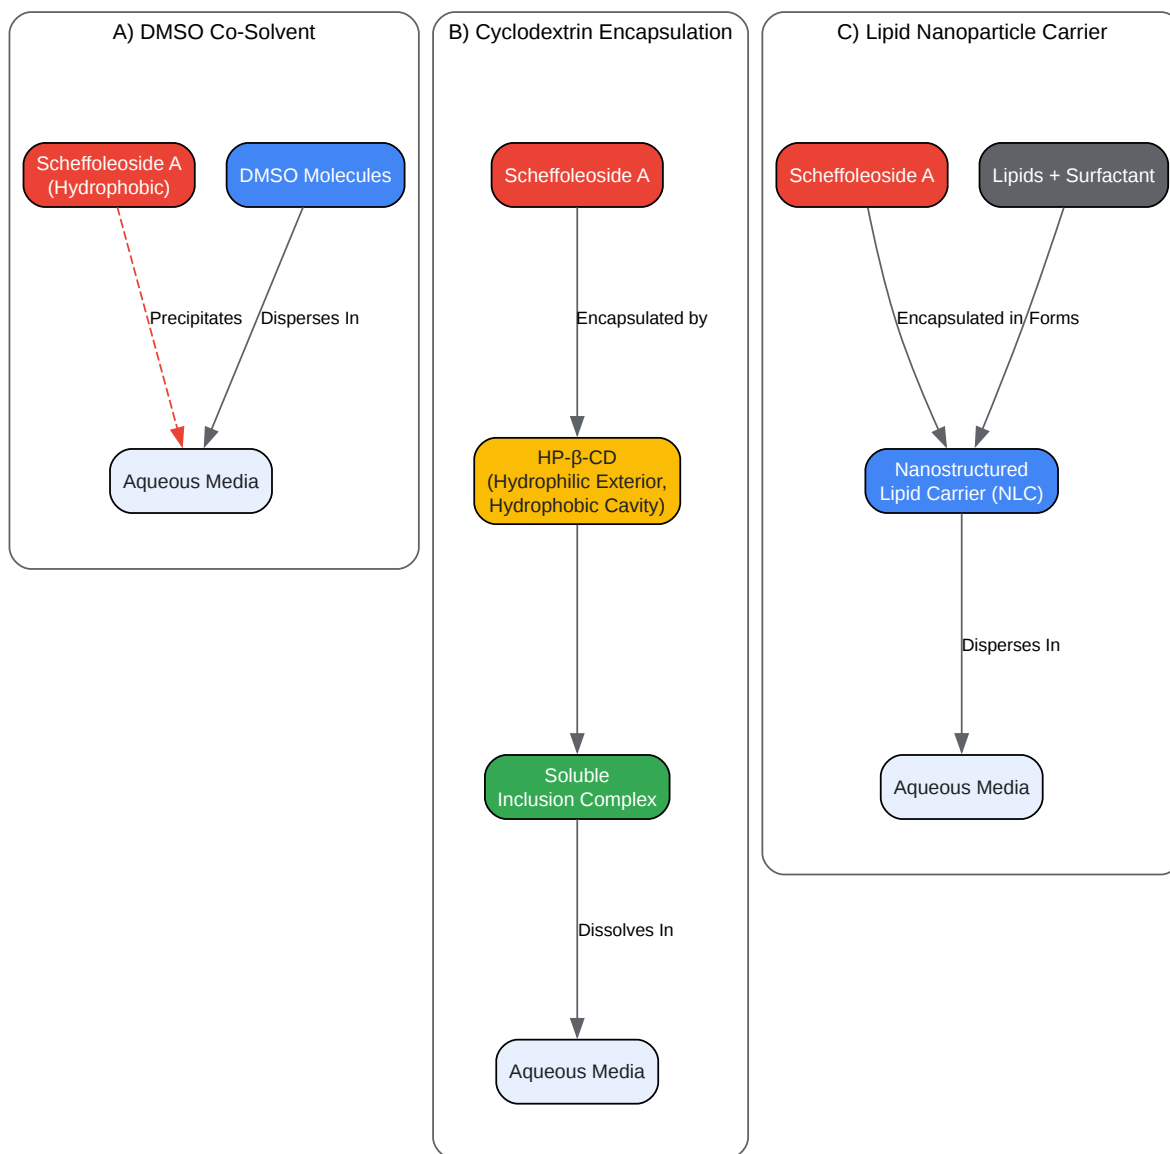 A) DMSO Co-Solvent
Scheffoleoside A
(Hydrophobic)
DMSO Molecules
Precipitates
Disperses In
Aqueous Media
B) Cyclodextrin Encapsulation
Scheffoleoside A
Encapsulated by
HP-β-CD
(Hydrophilic Exterior,
Hydrophobic Cavity)
Soluble
Inclusion Complex
Dissolves In
Aqueous Media
C) Lipid Nanoparticle Carrier
Scheffoleoside A
Lipids + Surfactant
Encapsulated in
Forms
Nanostructured
Lipid Carrier (NLC)
Disperses In
Aqueous Media